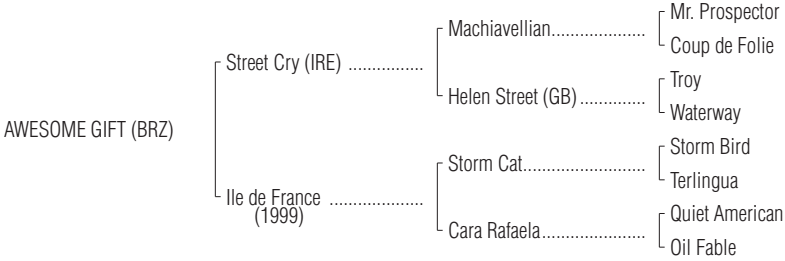 Mr. Prospector
Machiavellian....................
Coup de Folie
Street Cry (IRE) ................
Troy
Helen Street (GB)..............
Waterway
AWESOME GIFT (BRZ)
Storm Bird
Storm Cat..........................
Terlingua
Ile de France ....................
(1999)
Quiet American
Cara Rafaela......................
Oil Fable